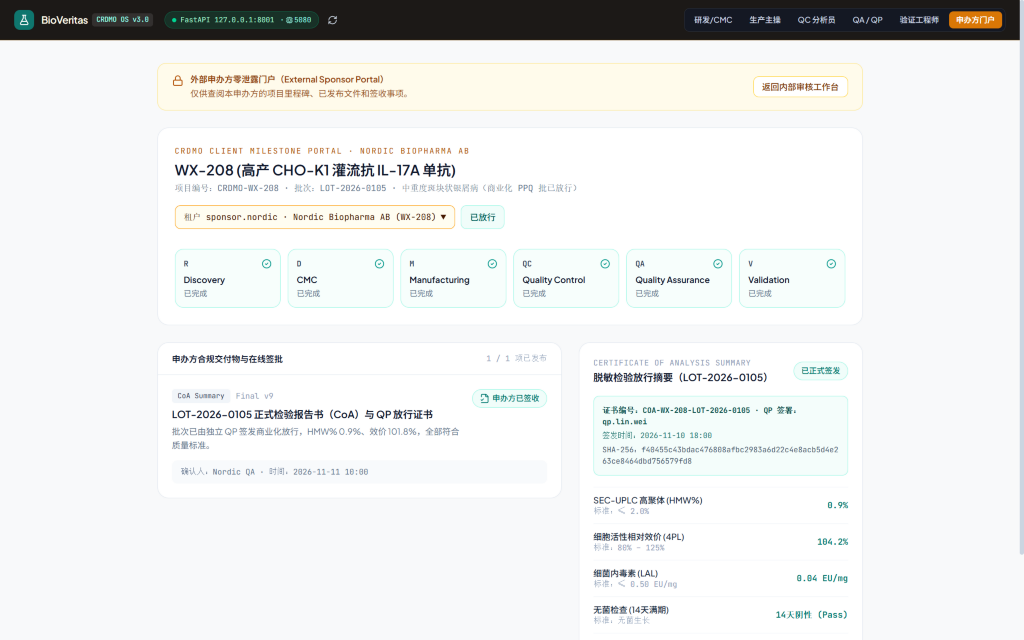 BioVeritas CRDMO OS v3.0 FastAPI 127.0.0.1:8001 · @5080 研发/CMC 生产主操 QC 分析员 QA / QP 验证工程师 申办方门户
外部申办方零泄露门户（External Sponsor Portal）
仅供查阅本申办方的项目里程碑、已发布文件和签收事项。
返回内部审核工作台
CRDMO CLIENT MILESTONE PORTAL · NORDIC BIOPHARMA AB
WX-208 (高产 CHO-K1 灌流抗 IL-17A 单抗)
项目编号: CRDMO-WX-208 · 批次: LOT-2026-0105 · 中重度斑块状银屑病（商业化 PPQ 批已放行）
租户 sponsor.nordic · Nordic Biopharma AB (WX-208) ▼ 已放行
R
Discovery
已完成
D
CMC
已完成
M
Manufacturing
已完成
QC
Quality Control
已完成
QA
Quality Assurance
已完成
V
Validation
已完成
申办方合规交付物与在线签批 1 / 1 项已发布
CoA Summary Final v9 申办方已签收
LOT-2026-0105 正式检验报告书（CoA）与 QP 放行证书
批次已由独立 QP 签发商业化放行，HMW% 0.9%、效价 101.8%，全部符合
质量标准。
确认人: Nordic QA · 时间: 2026-11-11 10:00
CERTIFICATE OF ANALYSIS SUMMARY
脱敏检验放行摘要（LOT-2026-0105） 已正式签发
证书编号: COA-WX-208-LOT-2026-0105 · QP 签署:
qp.lin.wei
签发时间: 2026-11-10 18:00
SHA-256: f40455c43bdac476808afbc2983a6d22c4e8acb5d4e2
63ce8464dbd756579fd8
SEC-UPLC 高聚体 (HMW%) 0.9%
标准: ≤ 2.0%
细胞活性相对效价 (4PL) 104.2%
标准: 80% – 125%
细菌内毒素 (LAL) 0.04 EU/mg
标准: ≤ 0.50 EU/mg
无菌检查 (14天满期) 14天阴性 (Pass)
标准: 无菌生长